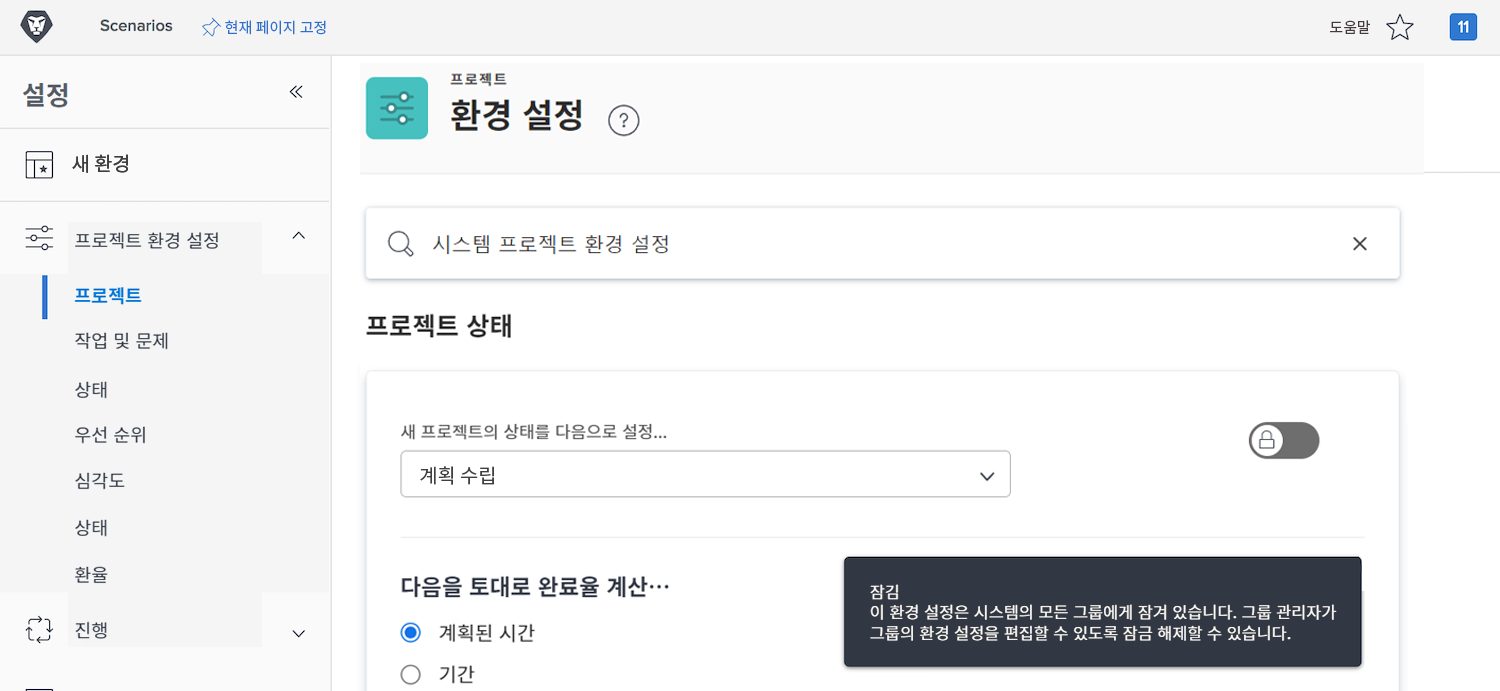 Scenarios
현재 페이지 고정
도움말
11
설정
새 환경
프로젝트 환경 설정
프로젝트
작업 및 문제
상태
우선 순위
심각도
상태
환율
진행
프로젝트
환경 설정
?
시스템 프로젝트 환경 설정
프로젝트 상태
새 프로젝트의 상태를 다음으로 설정...
계획 수립
다음을 토대로 완료율 계산···
계획된 시간
기간
잠김
이 환경 설정은 시스템의 모든 그룹에게 잠겨 있습니다. 그룹 관리자가
그룹의 환경 설정을 편집할 수 있도록 잠금 해제할 수 있습니다.